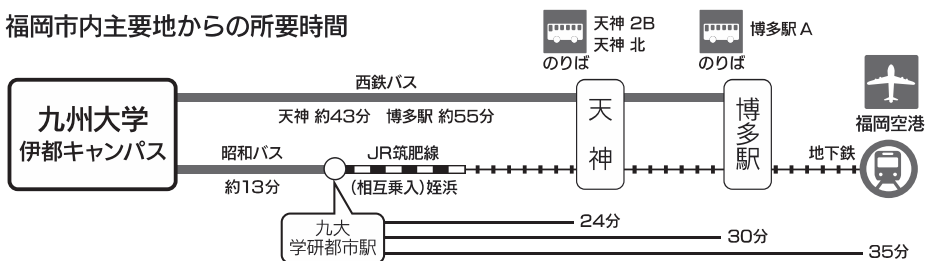 福岡市内主要地からの所要時間
天神 2B
天神 北
のりば
博多駅 A
のりば
福岡空港
九州大学
伊都キャンパス
西鉄バス
天神 約43分 博多駅 約55分
天神
博多駅
昭和バス
約13分
JR筑肥線
(相互乗入)姪浜
地下鉄
九大
学研都市駅
24分
30分
35分